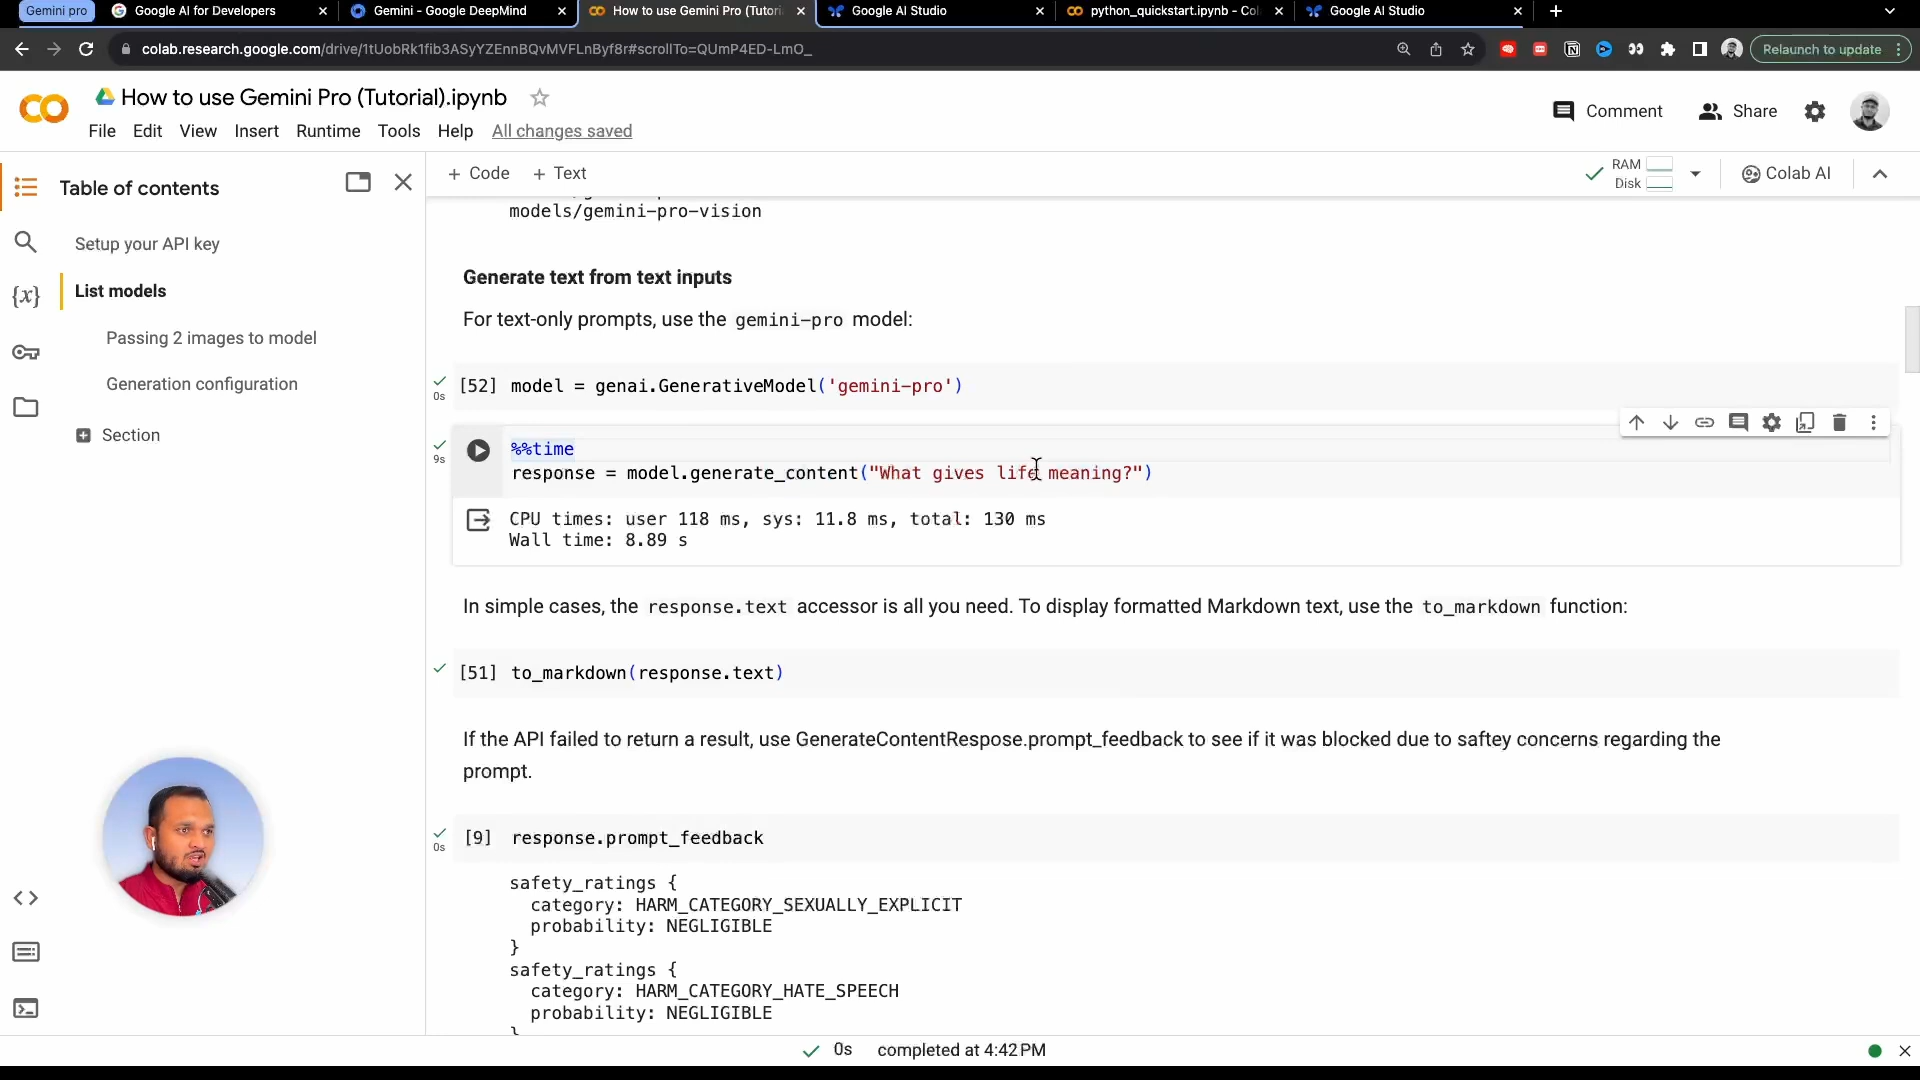 Gemini pro
Google AI for Developers
Gemini - Google DeepMind
How to use Gemini Pro (Tutori
Google AI Studio
python_quickstart.ipynb - Col
Google AI Studio
colab.research.google.com/drive/1tUobRk1fib3ASyYZEnnBQvMVFLnByf8r#scrollTo=QUmP4ED-LmO_
Relaunch to update
How to use Gemini Pro (Tutorial).ipynb
Comment
Share
File Edit View Insert Runtime Tools Help All changes saved
Table of contents
+ Code + Text
RAM
Disk
Colab AI
Setup your API key
List models
Passing 2 images to model
Generation configuration
Section
models/gemini-pro-vision
Generate text from text inputs
For text-only prompts, use the gemini-pro model:
0s
[52] model = genai.GenerativeModel('gemini-pro')
9s
%%time
response = model.generate_content("What gives life meaning?")
CPU times: user 118 ms, sys: 11.8 ms, total: 130 ms
Wall time: 8.89 s
In simple cases, the response.text accessor is all you need. To display formatted Markdown text, use the to_markdown function:
[51] to_markdown(response.text)
If the API failed to return a result, use GenerateContentRespose.prompt_feedback to see if it was blocked due to saftey concerns regarding the
prompt.
0s
[9] response.prompt_feedback
safety_ratings {
category: HARM_CATEGORY_SEXUALLY_EXPLICIT
probability: NEGLIGIBLE
}
safety_ratings {
category: HARM_CATEGORY_HATE_SPEECH
probability: NEGLIGIBLE
}
0s completed at 4:42 PM